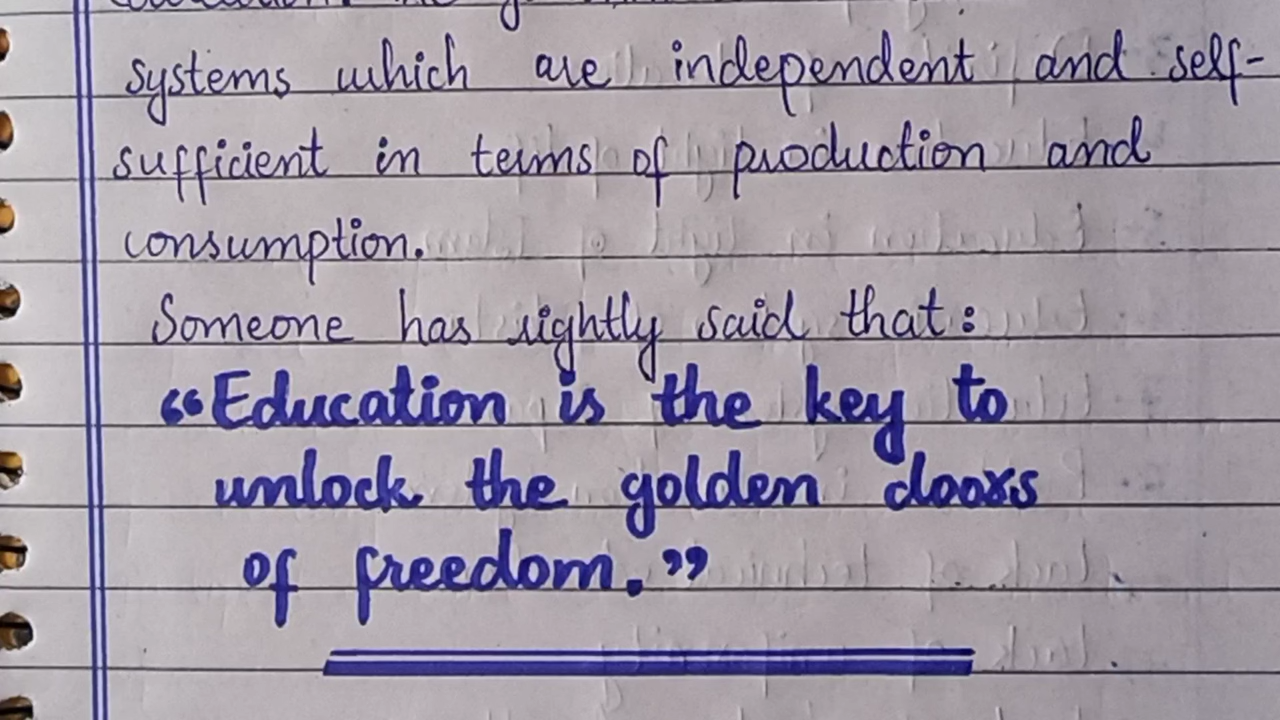 systems which are independent and self-
sufficient in terms of production and
consumption.
Someone has rightly said that:
“Education is the key to
unlock the golden doors
of freedom.”